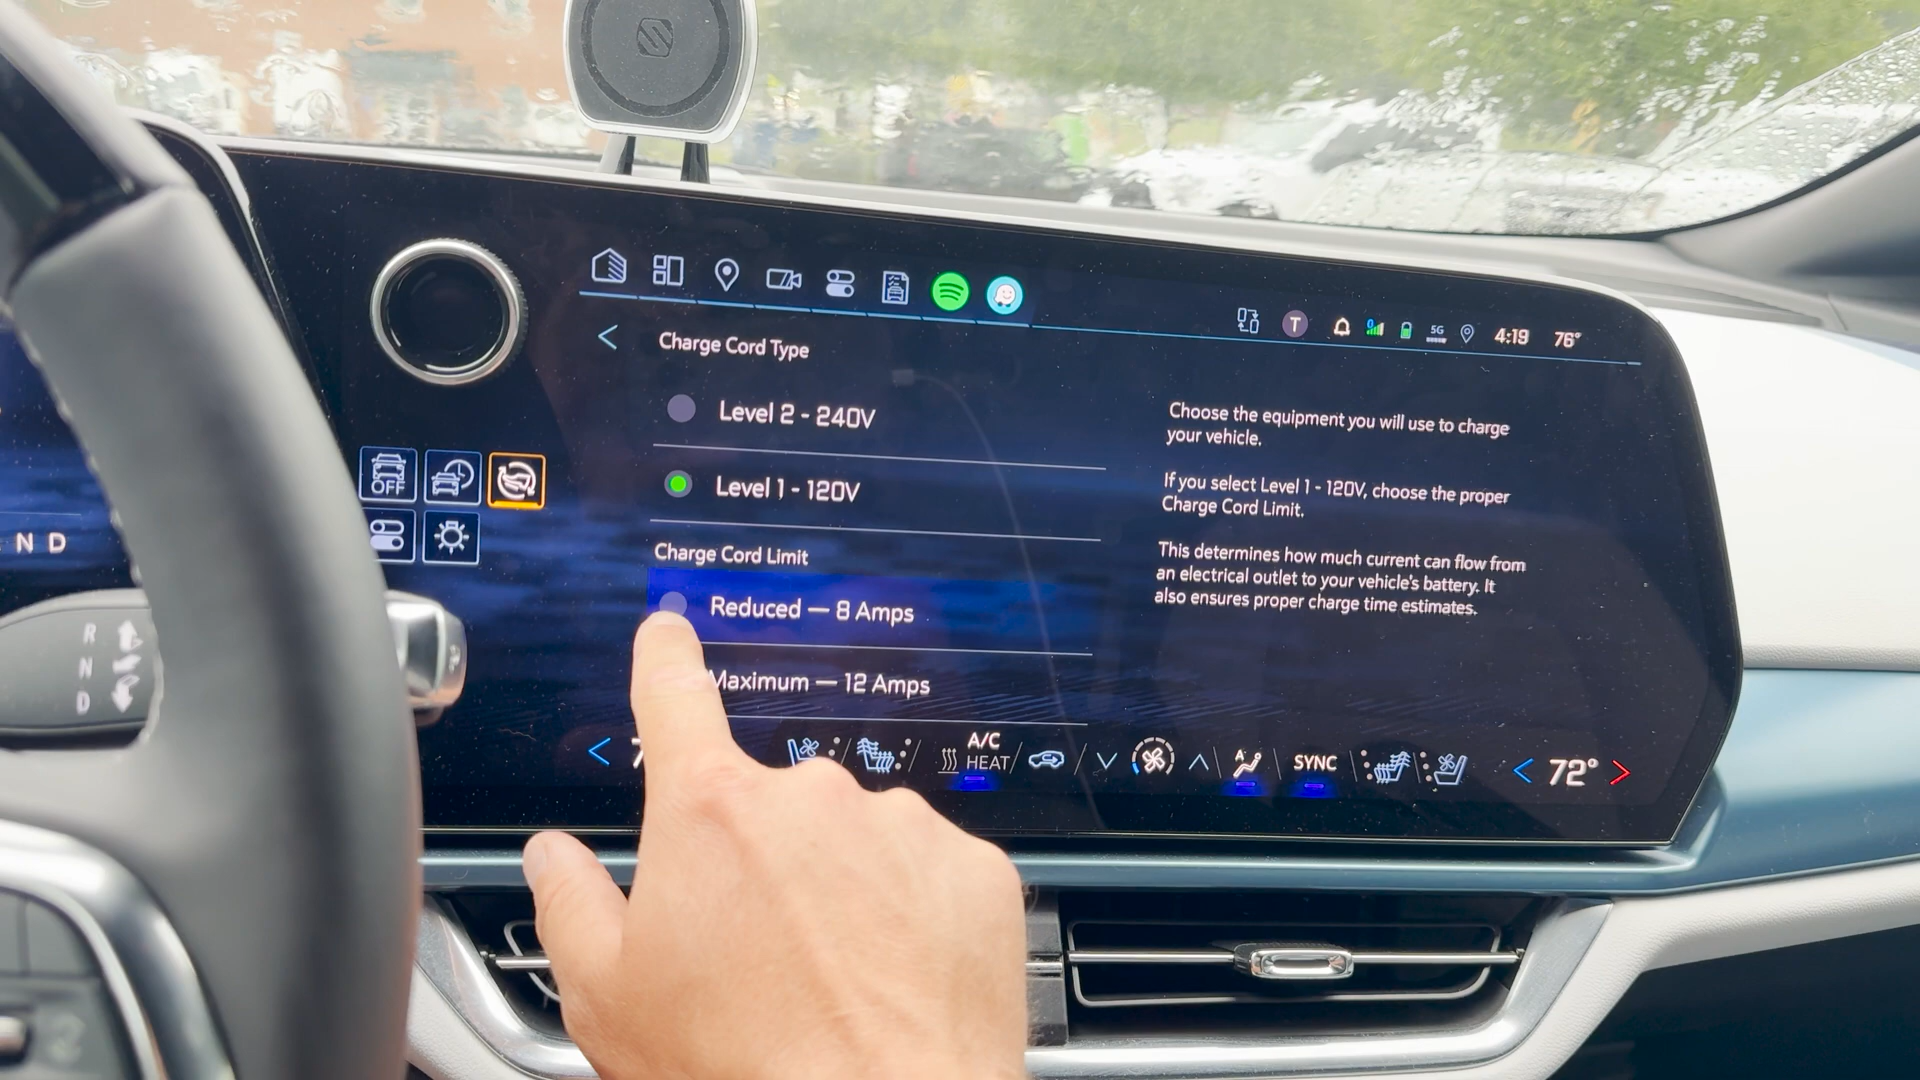 T
5G
4:19
76°
Charge Cord Type
Level 2 - 240V
Level 1 - 120V
Charge Cord Limit
Reduced — 8 Amps
Maximum — 12 Amps
Choose the equipment you will use to charge
your vehicle.
If you select Level 1 - 120V, choose the proper
Charge Cord Limit.
This determines how much current can flow from
an electrical outlet to your vehicle's battery. It
also ensures proper charge time estimates.
OFF
N D
R
N
D
A/C
HEAT
A
SYNC
72°